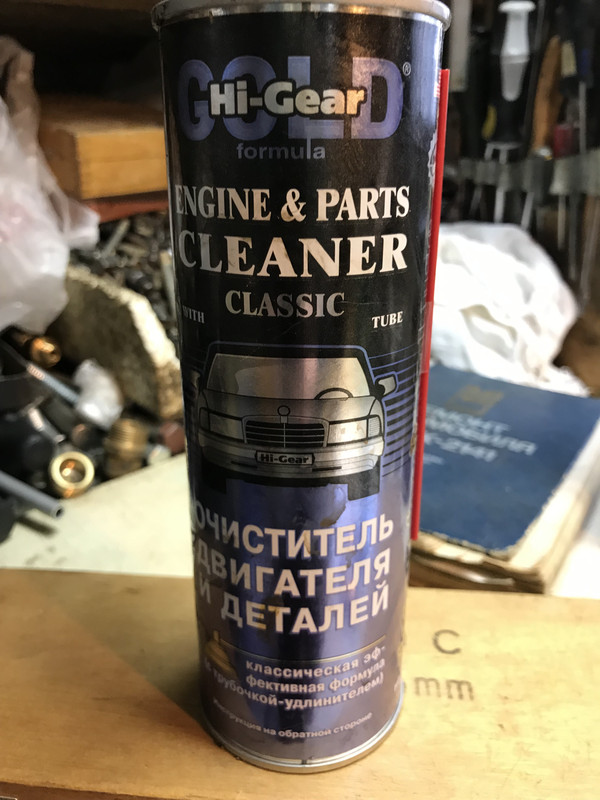 GOLD®
Hi-Gear
formula
ENGINE & PARTS
CLEANER
CLASSIC
WITH TUBE
Hi-Gear
ОЧИСТИТЕЛЬ
ДВИГАТЕЛЯ
И ДЕТАЛЕЙ
классическая эф-
фективная формула
(с трубочкой-удлинителем)
Инструкция на обратной стороне
C
mm